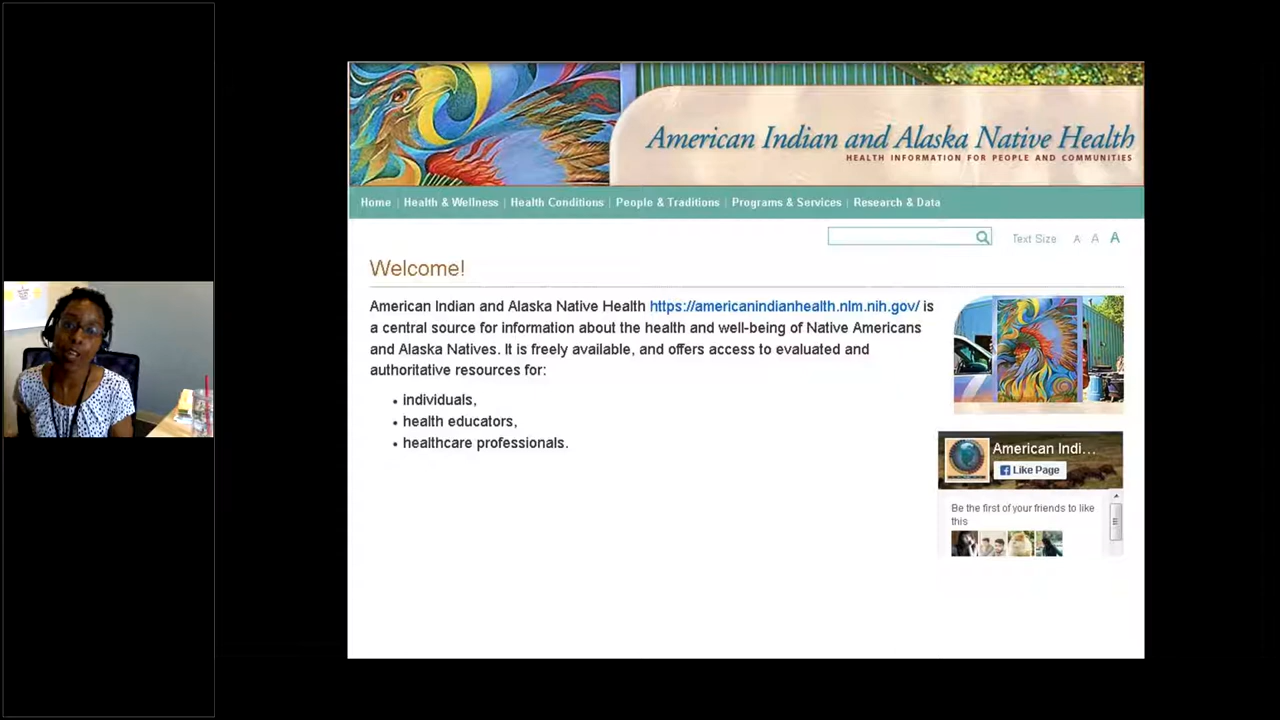 American Indian and Alaska Native Health
HEALTH INFORMATION FOR PEOPLE AND COMMUNITIES
Home | Health & Wellness | Health Conditions | People & Traditions | Programs & Services | Research & Data
Text Size A A A
Welcome!
American Indian and Alaska Native Health https://americanindianhealth.nlm.nih.gov/ is
a central source for information about the health and well-being of Native Americans
and Alaska Natives. It is freely available, and offers access to evaluated and
authoritative resources for:
• individuals,
• health educators,
• healthcare professionals.
American Indi...
Like Page
Be the first of your friends to like
this